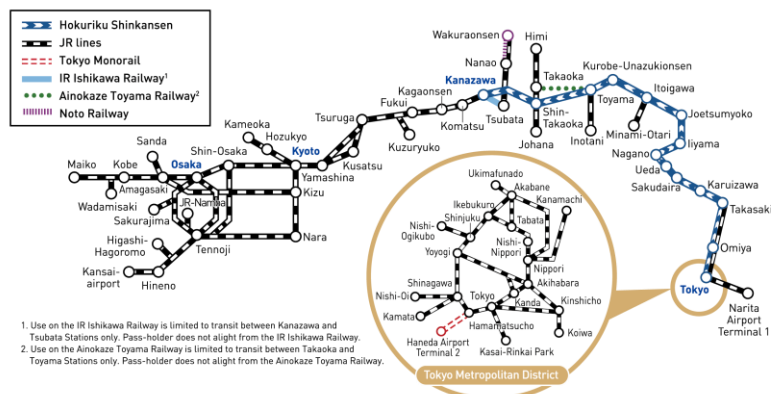 Hokuriku Shinkansen
JR lines
Tokyo Monorail
IR Ishikawa Railway1
Ainokaze Toyama Railway2
Noto Railway
Wakuraonsen
Himi
Nanao
Takaoka
Kurobe-Unazukionsen
Kanazawa
Kagaonsen
Fukui
Tsuruga
Komatsu
Tsubata
Shin-
Takaoka
Toyama
Itoigawa
Joetsumyoko
Kuzuryuko
Johana
Inotani
Minami-Otari
Iiyama
Nagano
Ueda
Sakudaira
Karuizawa
Takasaki
Omiya
Tokyo
Narita
Airport
Terminal 1
Kameoka
Hozukyo
Sanda
Shin-Osaka
Kyoto
Maiko
Kobe
Osaka
Yamashina
Kusatsu
Amagasaki
Wadamisaki
JR-Namba
Kizu
Sakurajima
Higashi-
Hagoromo
Tennoji
Nara
Kansai-
airport
Hineno
Ukimafunado
Akabane
Kanamachi
Ikebukuro
Shinjuku
Tabata
Nishi-
Ogikubo
Nishi-
Nippori
Yoyogi
Nippori
Akihabara
Shinagawa
Nishi-Oi
Tokyo
Kanda
Kinshicho
Kamata
Hamamatsucho
Koiwa
Haneda Airport
Terminal 2
Kasai-Rinkai Park
Tokyo Metropolitan District
1. Use on the IR Ishikawa Railway is limited to transit between Kanazawa and
Tsubata Stations only. Pass-holder does not alight from the IR Ishikawa Railway.
2. Use on the Ainokaze Toyama Railway is limited to transit between Takaoka and
Toyama Stations only. Pass-holder does not alight from the Ainokaze Toyama Railway.